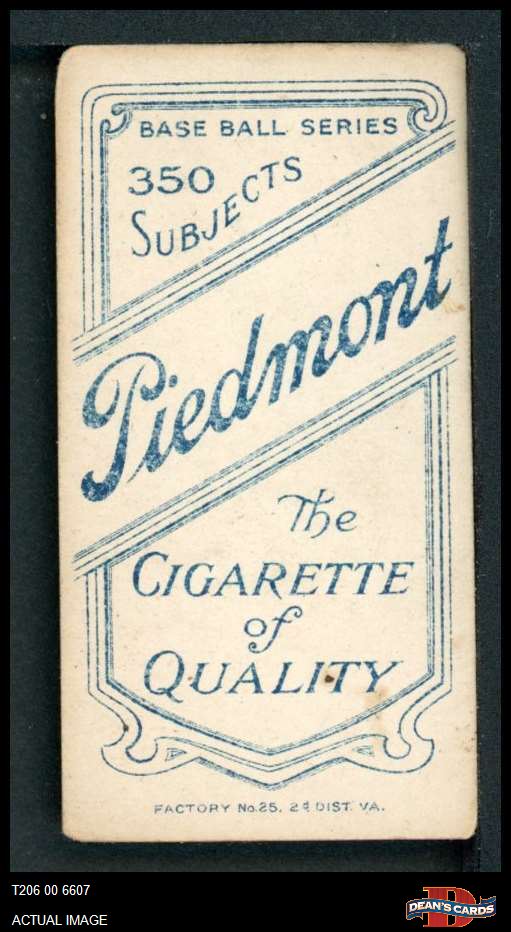 BASE BALL SERIES
350
SUBJECTS
Piedmont
The
CIGARETTE
of
QUALITY
FACTORY No. 25, 2d DIST. VA.
T206 00 6607
ACTUAL IMAGE
D
DEAN'S CARDS